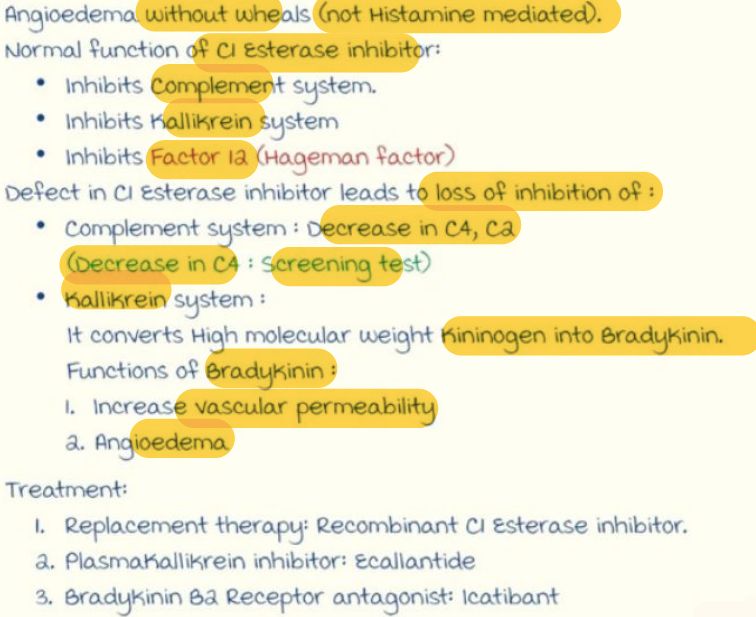 Angioedema without wheals (not Histamine mediated).
Normal function of C1 Esterase inhibitor:
• Inhibits Complement system.
• Inhibits Kallikrein system
• Inhibits Factor 12 (Hageman factor)
Defect in C1 Esterase inhibitor leads to loss of inhibition of :
• Complement system : Decrease in C4, C2
(Decrease in C4 : Screening test)
• Kallikrein system :
It converts High molecular weight Kininogen into Bradykinin.
Functions of Bradykinin :
1. Increase vascular permeability
2. Angioedema
Treatment:
1. Replacement therapy: Recombinant C1 Esterase inhibitor.
2. PlasmaKallikrein inhibitor: Ecallantide
3. Bradykinin B2 Receptor antagonist: Icatibant